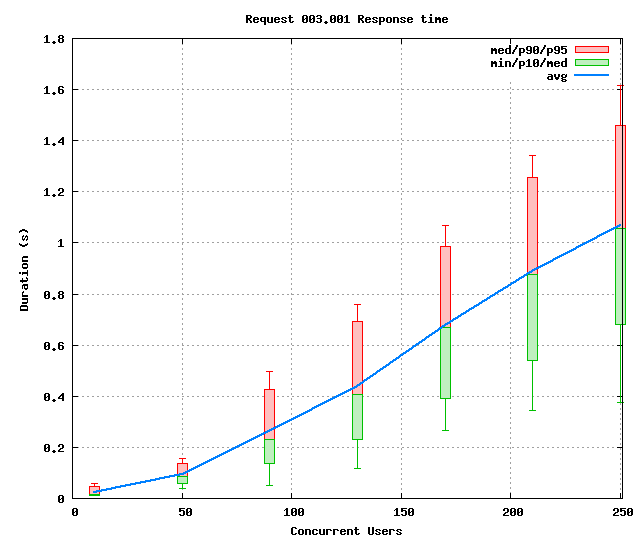 Request 003.001 Response time
med/p90/p95
min/p10/med
avg
1.8
1.6
1.4
1.2
1
0.8
0.6
0.4
0.2
0
Duration (s)
0 50 100 150 200 250
Concurrent Users